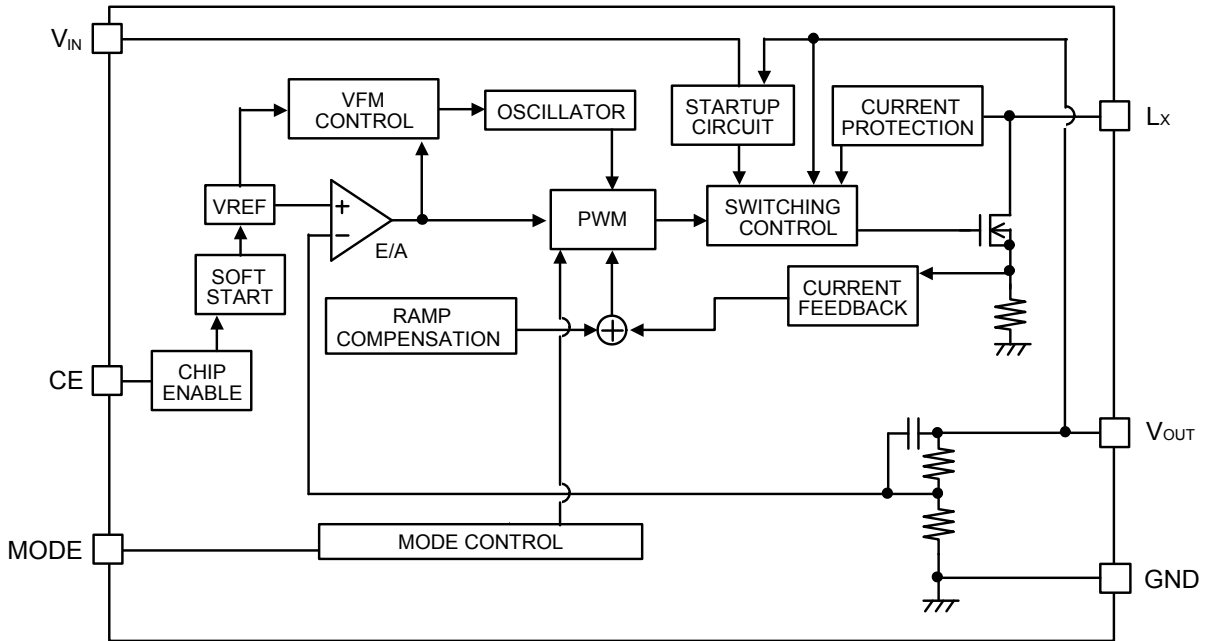 VIN
VFM
CONTROL
OSCILLATOR
STARTUP
CIRCUIT
CURRENT
PROTECTION
LX
VREF
+
−
E/A
PWM
SWITCHING
CONTROL
SOFT
START
RAMP
COMPENSATION
CURRENT
FEEDBACK
CE
CHIP
ENABLE
VOUT
MODE
MODE CONTROL
GND